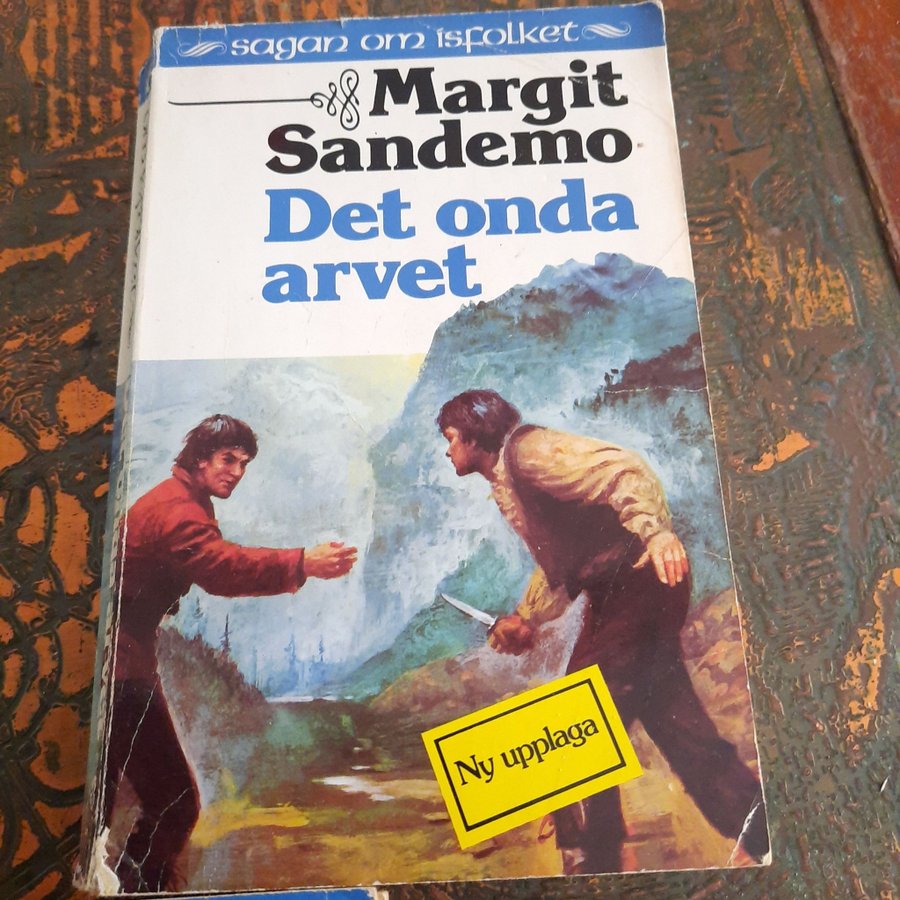 sagan om isfolket
Margit
Sandemo
Det onda
arvet
Ny upplaga